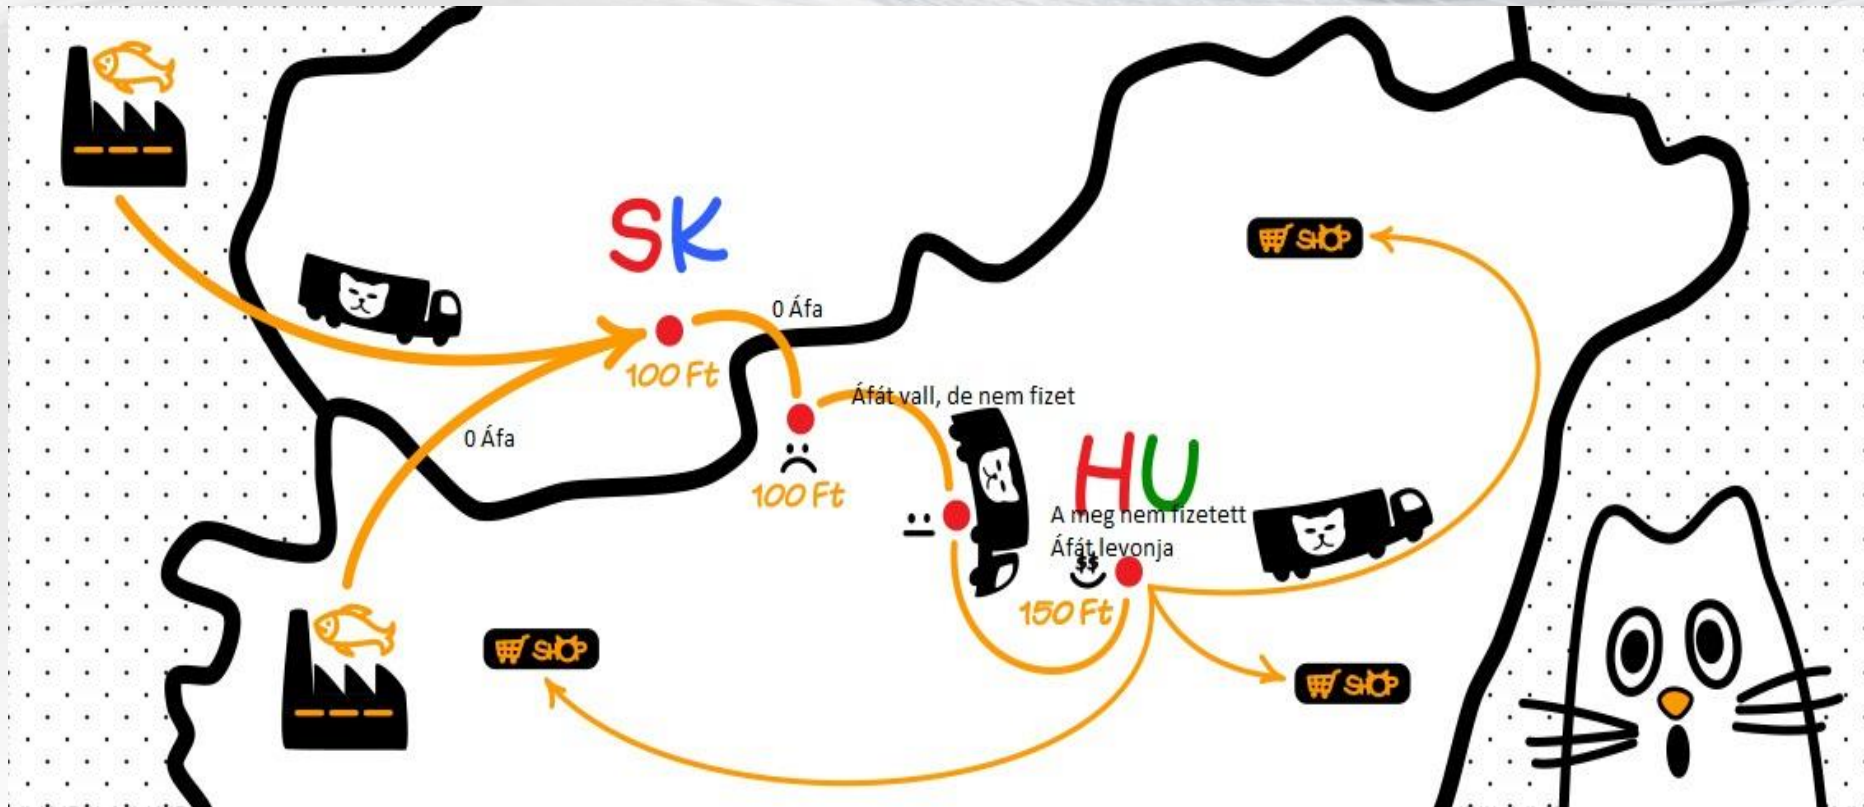 SK
SHOP
0 Áfa
100 Ft
Áfát vall, de nem fizet
0 Áfa
HU
100 Ft
A meg nem fizetett
Áfát levonja
$$
150 Ft
SHOP
SHOP